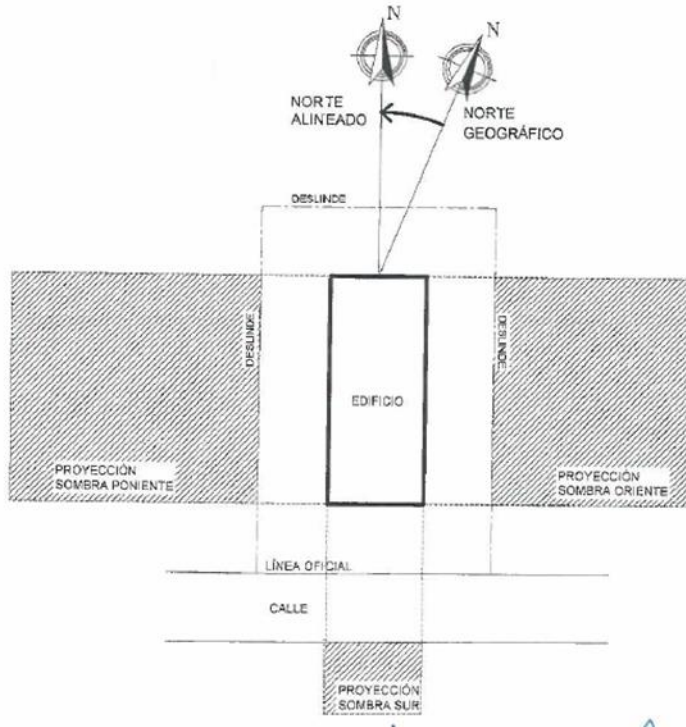 N
N
NORTE
ALINEADO
NORTE
GEOGRÁFICO
DESLINDE
DESLINDE
DESLINDE
EDIFICIO
PROYECCIÓN
SOMBRA PONIENTE
PROYECCIÓN
SOMBRA ORIENTE
LÍNEA OFICIAL
CALLE
PROYECCIÓN
SOMBRA SUR